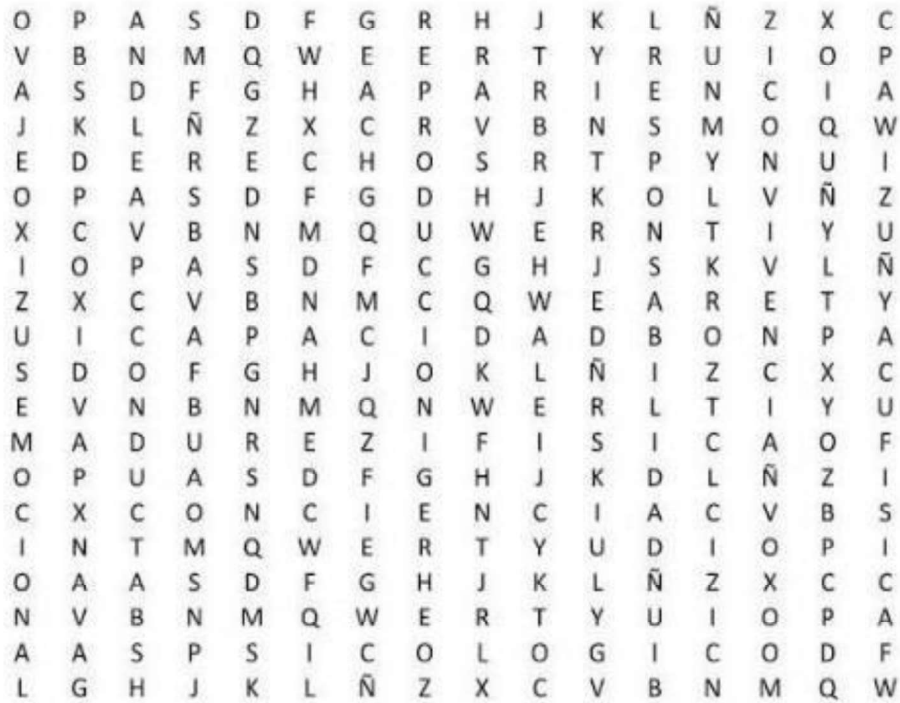 O P A S D F G R H J K L Ñ Z X C
V B N M Q W E E R T Y R U I O P
A S D F G H A P A R I E N C I A
J K L Ñ Z X C R V B N S M O Q W
E D E R E C H O S R T P Y N U I
O P A S D F G D H J K O L V Ñ Z
X C V B N M Q U W E R N T I Y U
I O P A S D F C G H J S K V L Ñ
Z X C V B N M C Q W E A R E T Y
U I C A P A C I D A D B O N P A
S D O F G H J O K L Ñ I Z C X C
E V N B N M Q N W E R L T I Y U
M A D U R E Z I F I S I C A O F
O P U A S D F G H J K D L Ñ Z I
C X C O N C I E N C I A C V B S
I N T M Q W E R T Y U D I O P I
O A A S D F G H J K L Ñ Z X C C
N V B N M Q W E R T Y U I O P A
A A S P S I C O L O G I C O D F
L G H J K L Ñ Z X C V B N M Q W